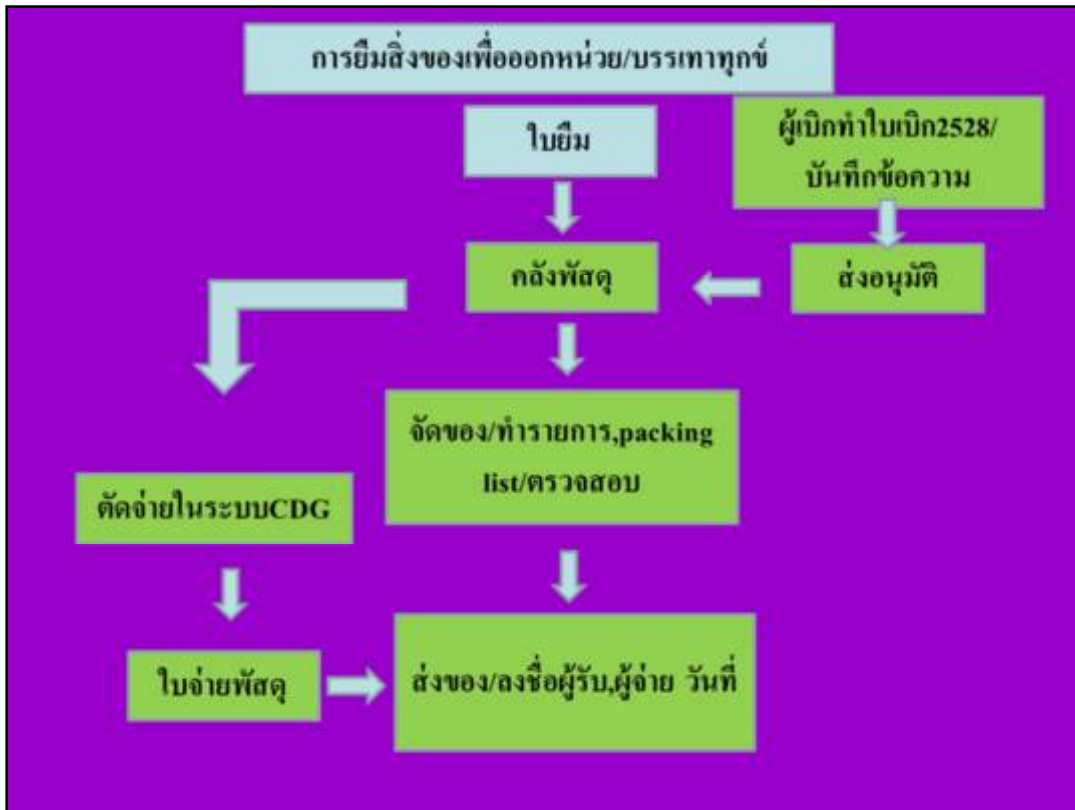 การยืมสิ่งของเพื่อออกหน่วย/บรรเทาทุกข์
ใบยืม
ผู้เบิกทำใบเบิก2528/
บันทึกข้อความ
คลังพัสดุ
ส่งอนุมัติ
จัดของ/ทำรายการ,packing
list/ตรวจสอบ
ตัดจ่ายในระบบCDG
ใบจ่ายพัสดุ
ส่งของ/ลงชื่อผู้รับ,ผู้จ่าย วันที่